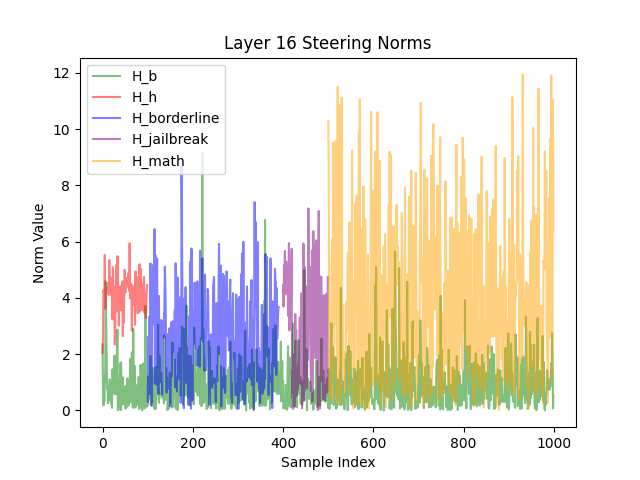 Layer 16 Steering Norms
H_b
H_h
H_borderline
H_jailbreak
H_math
Norm Value
12
10
8
6
4
2
0
0 200 400 600 800 1000
Sample Index